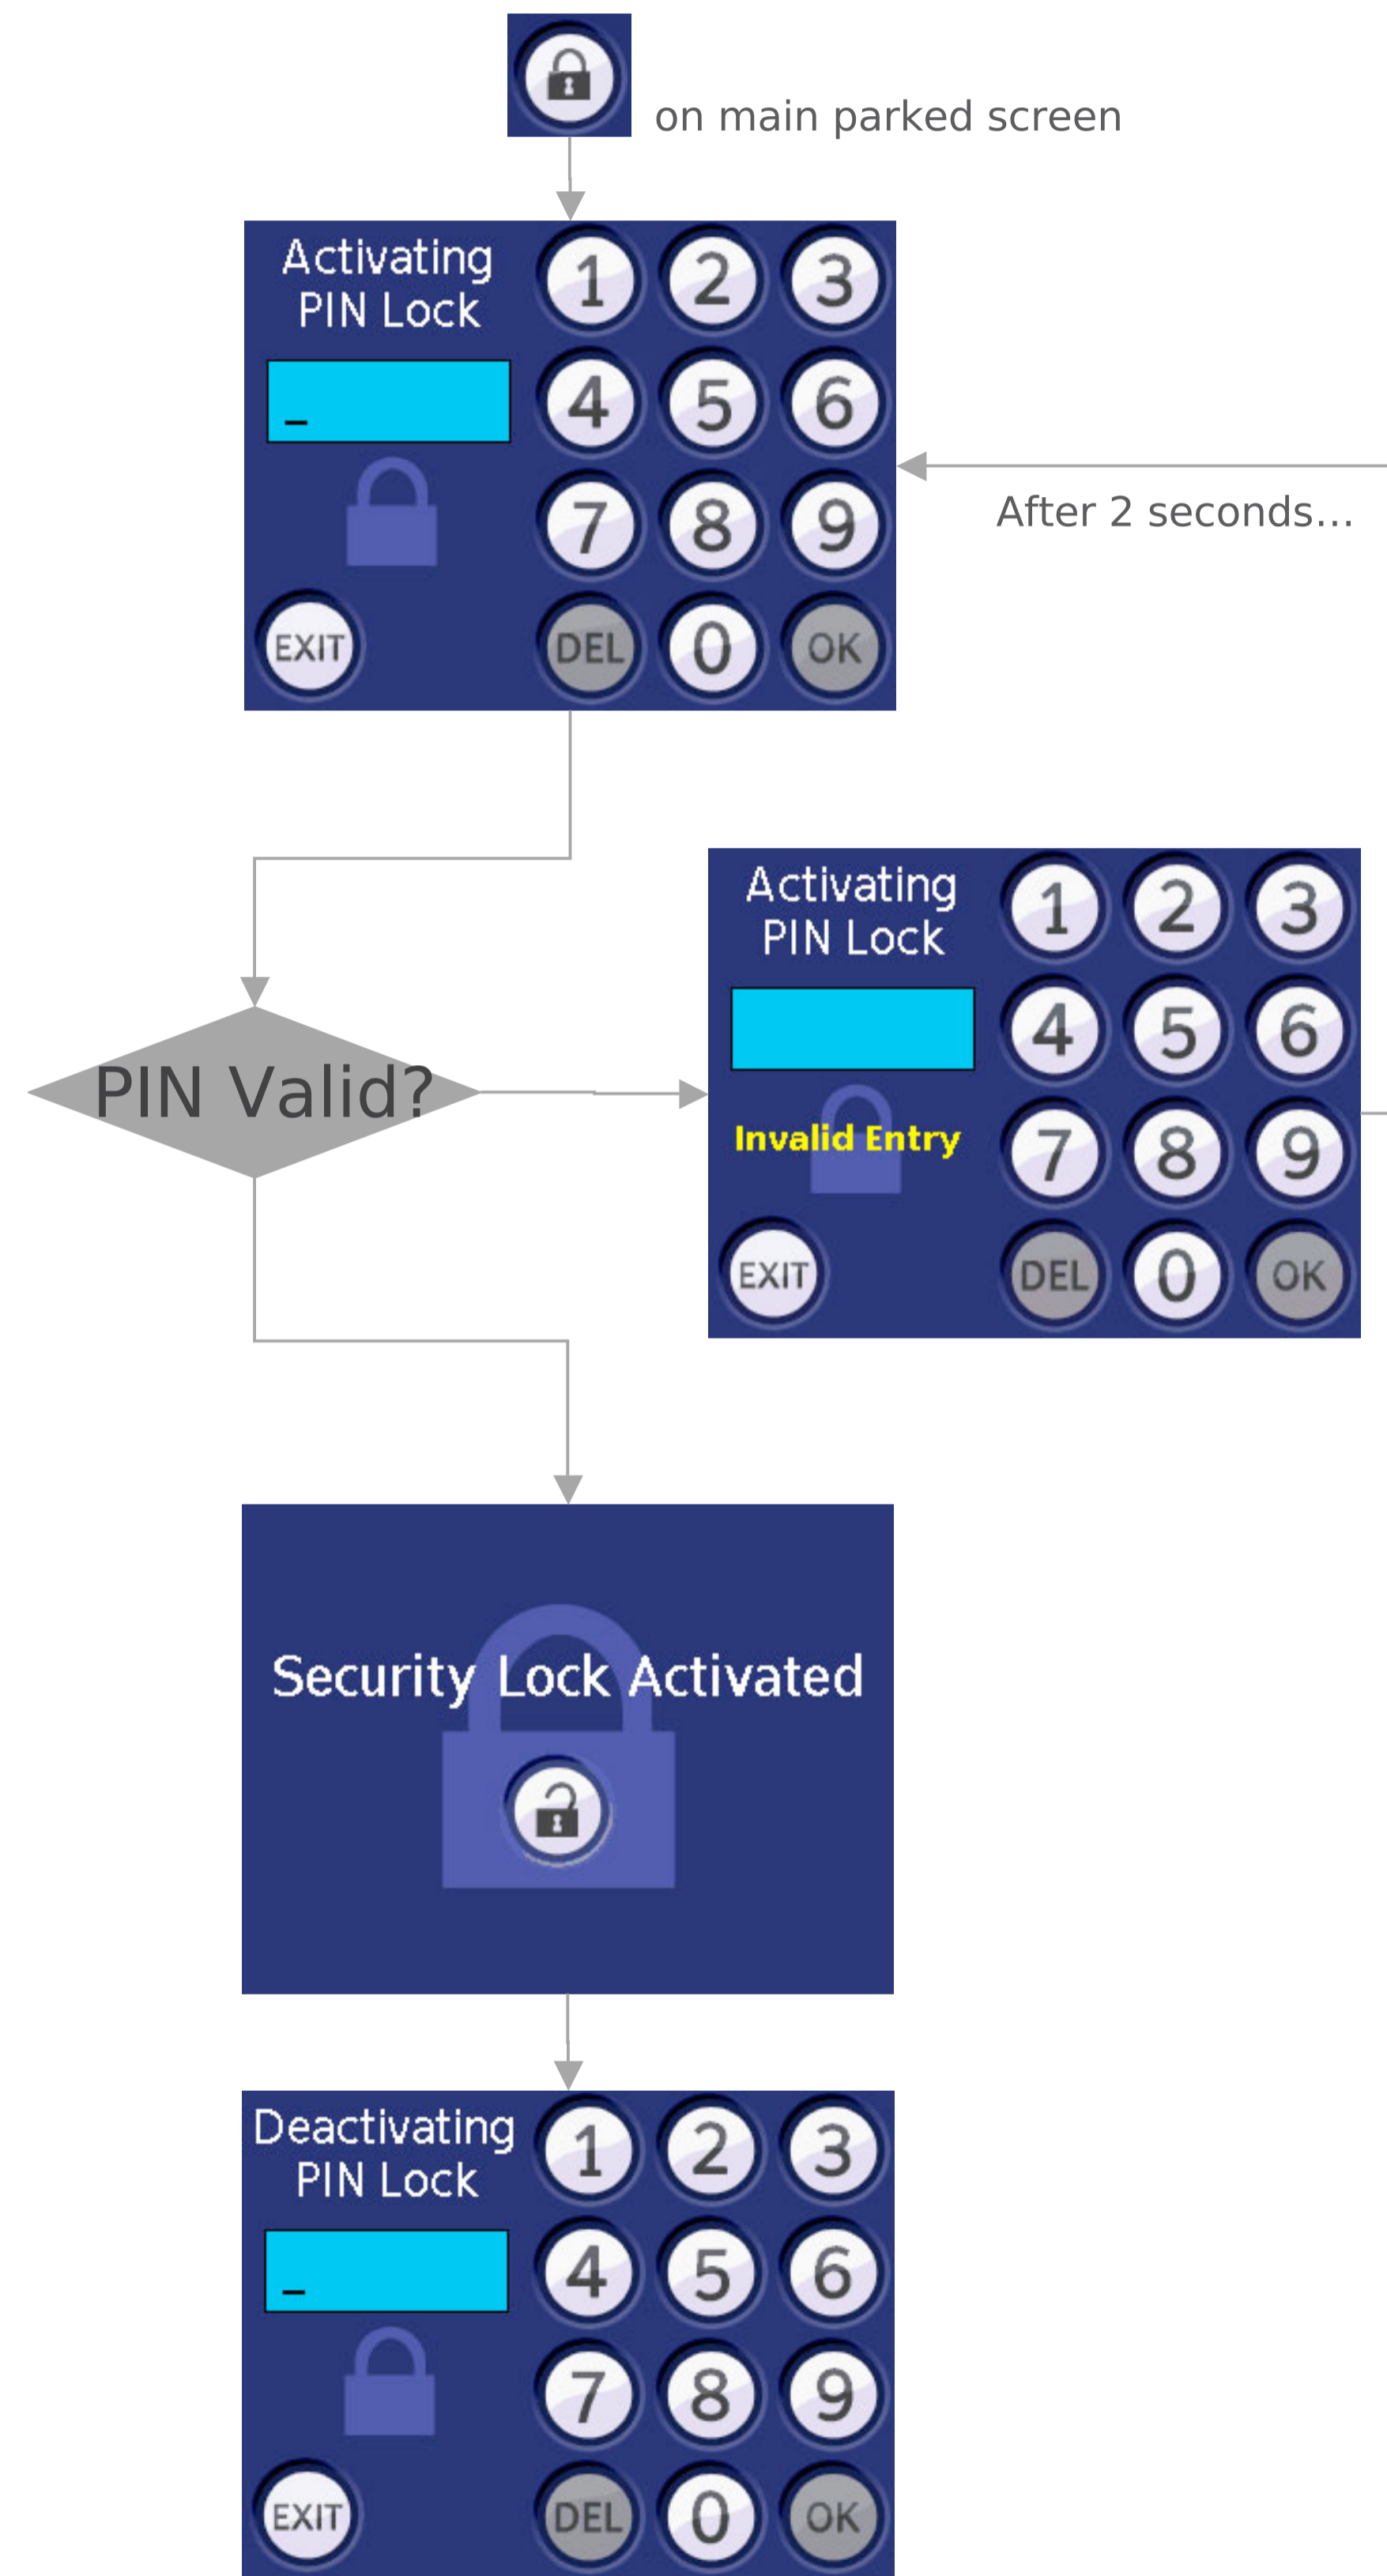 on main parked screen
Activating
PIN Lock
1 2 3
_
4 5 6
7 8 9
EXIT DEL 0 OK
After 2 seconds...
PIN Valid?
Activating
PIN Lock
1 2 3
4 5 6
Invalid Entry
7 8 9
EXIT DEL 0 OK
Security Lock Activated
Deactivating
PIN Lock
1 2 3
_
4 5 6
7 8 9
EXIT DEL 0 OK